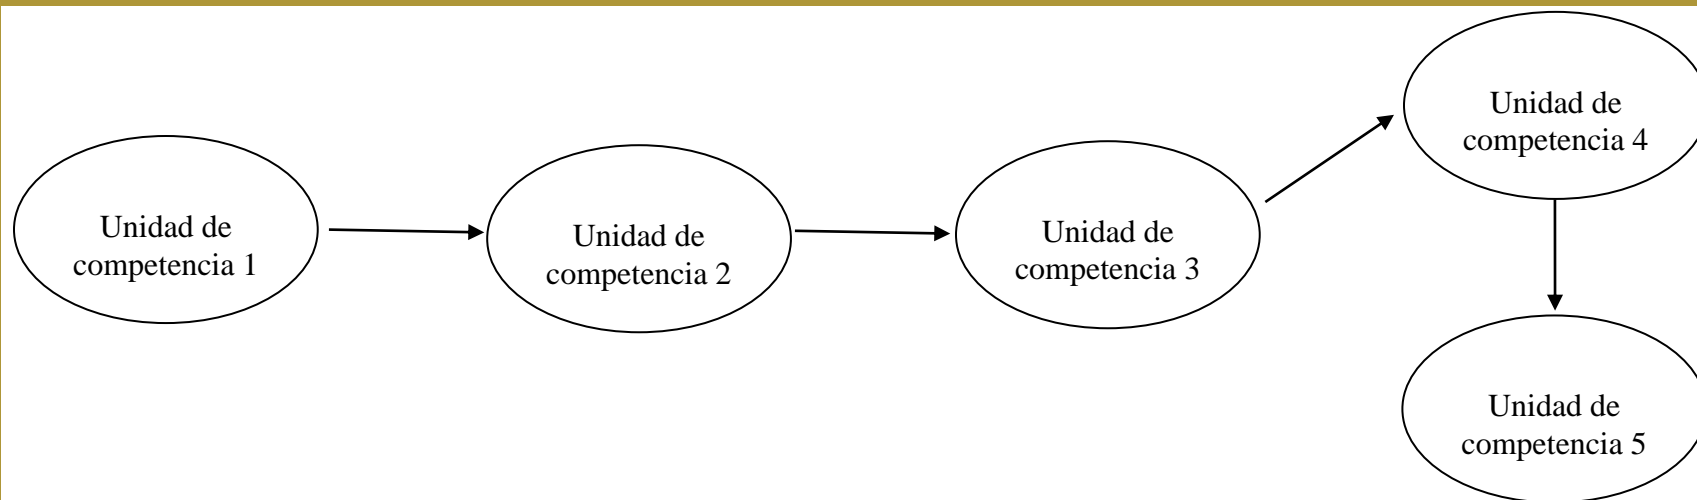 Unidad de
competencia 1
Unidad de
competencia 2
Unidad de
competencia 3
Unidad de
competencia 4
Unidad de
competencia 5